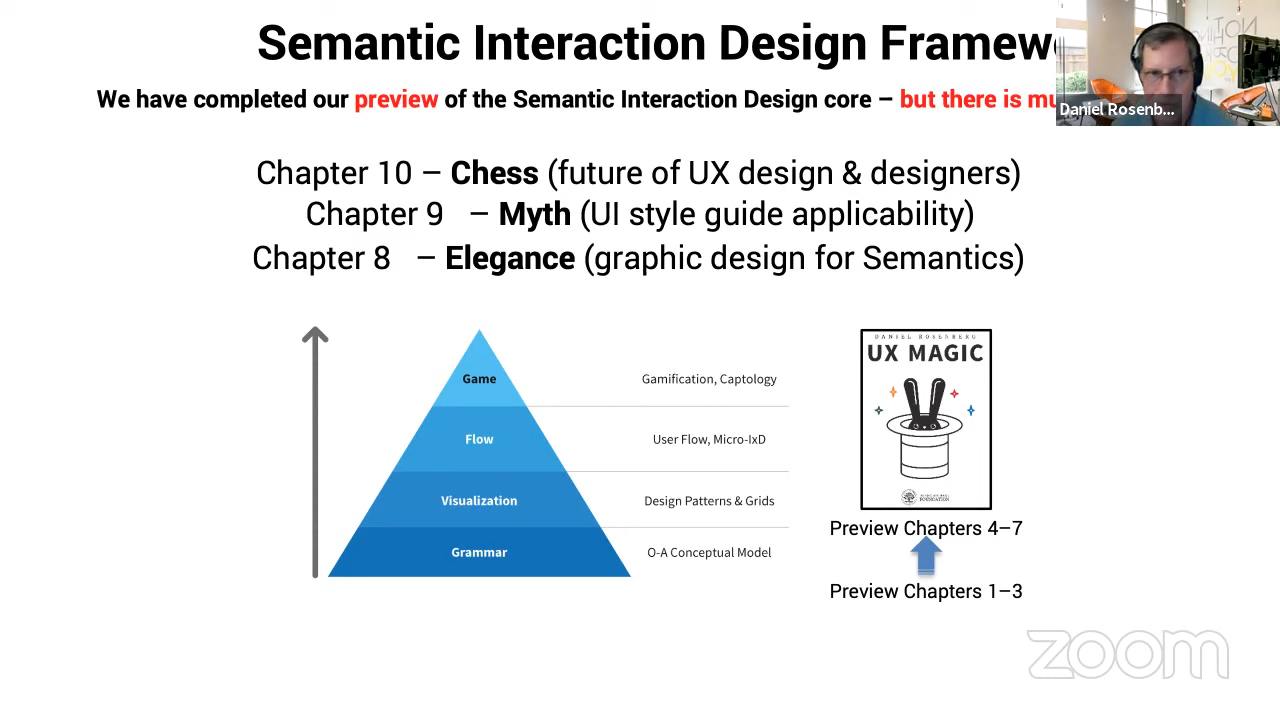 Semantic Interaction Design
We have completed our preview of the Semantic Interaction Design core – but there is
Daniel Rosenb...
Chapter 10 – Chess (future of UX design & designers)
Chapter 9 – Myth (UI style guide applicability)
Chapter 8 – Elegance (graphic design for Semantics)
Game
Gamification, Captology
Flow
User Flow, Micro-IxD
Visualization
Design Patterns & Grids
Grammar
O-A Conceptual Model
DANIEL ROSENBERG
UX MAGIC
FOUNDATION
Preview Chapters 4–7
Preview Chapters 1–3
zoom